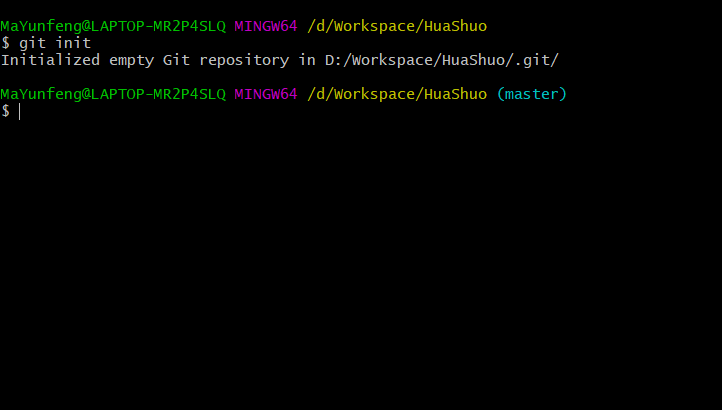 MaYunfeng@LAPTOP-MR2P4SLQ MINGW64 /d/Workspace/HuaShuo
$ git init
Initialized empty Git repository in D:/Workspace/HuaShuo/.git/
MaYunfeng@LAPTOP-MR2P4SLQ MINGW64 /d/Workspace/HuaShuo (master)
$